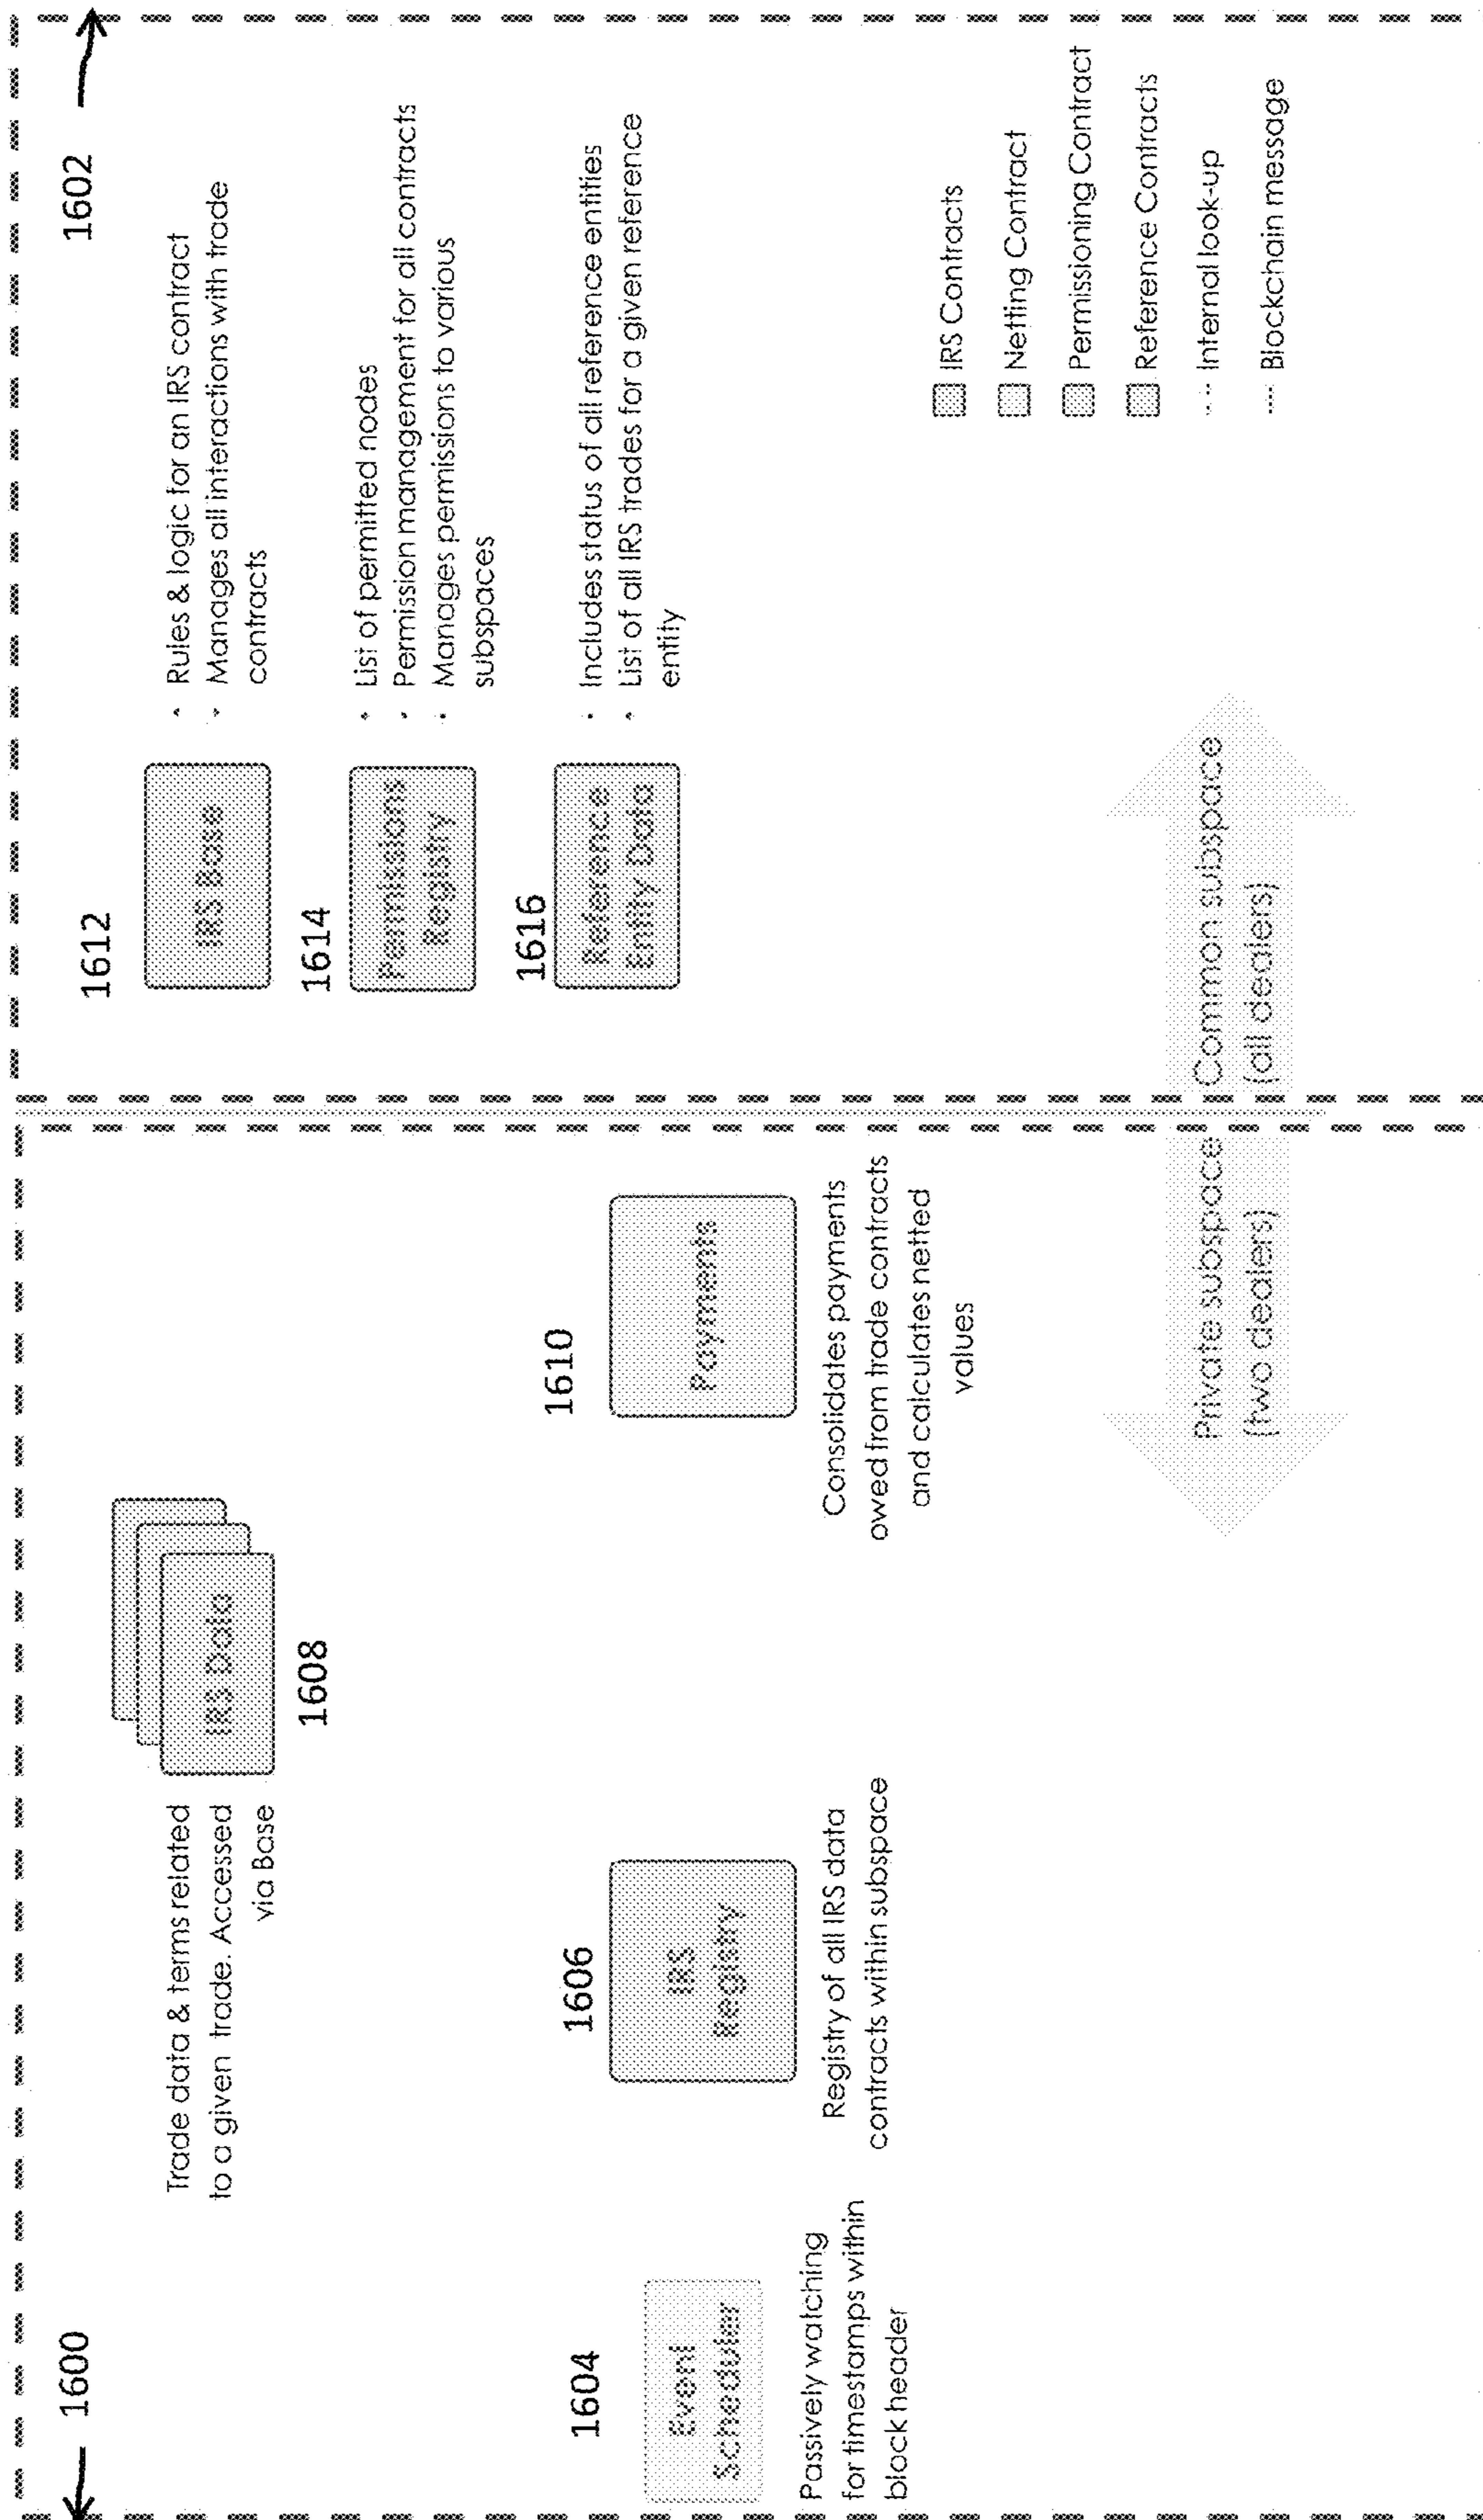 1600
Trade data & terms related
to a given trade. Accessed
via Base
IRS Data
1608
1604
Event
Scheduler
Passively watching
for timestamps within
block header
1606
IRS
Registry
Registry of all IRS data
contracts within subspace
1610
Payments
Consolidates payments
owed from trade contracts
and calculates netted
values
Private subspace
(two dealers)
1602
1612
IRS Base
Rules & logic for an IRS contract
Manages all interactions with trade
contracts
1614
Permissions
Registry
List of permitted nodes
Permission management for all contracts
Manages permissions to various
subspaces
1616
Reference
Entity Data
Includes status of all reference entities
List of all IRS trades for a given reference
entity
IRS Contracts
Netting Contract
Permissioning Contract
Reference Contracts
Internal look-up
Blockchain message
Common subspace
(all dealers)